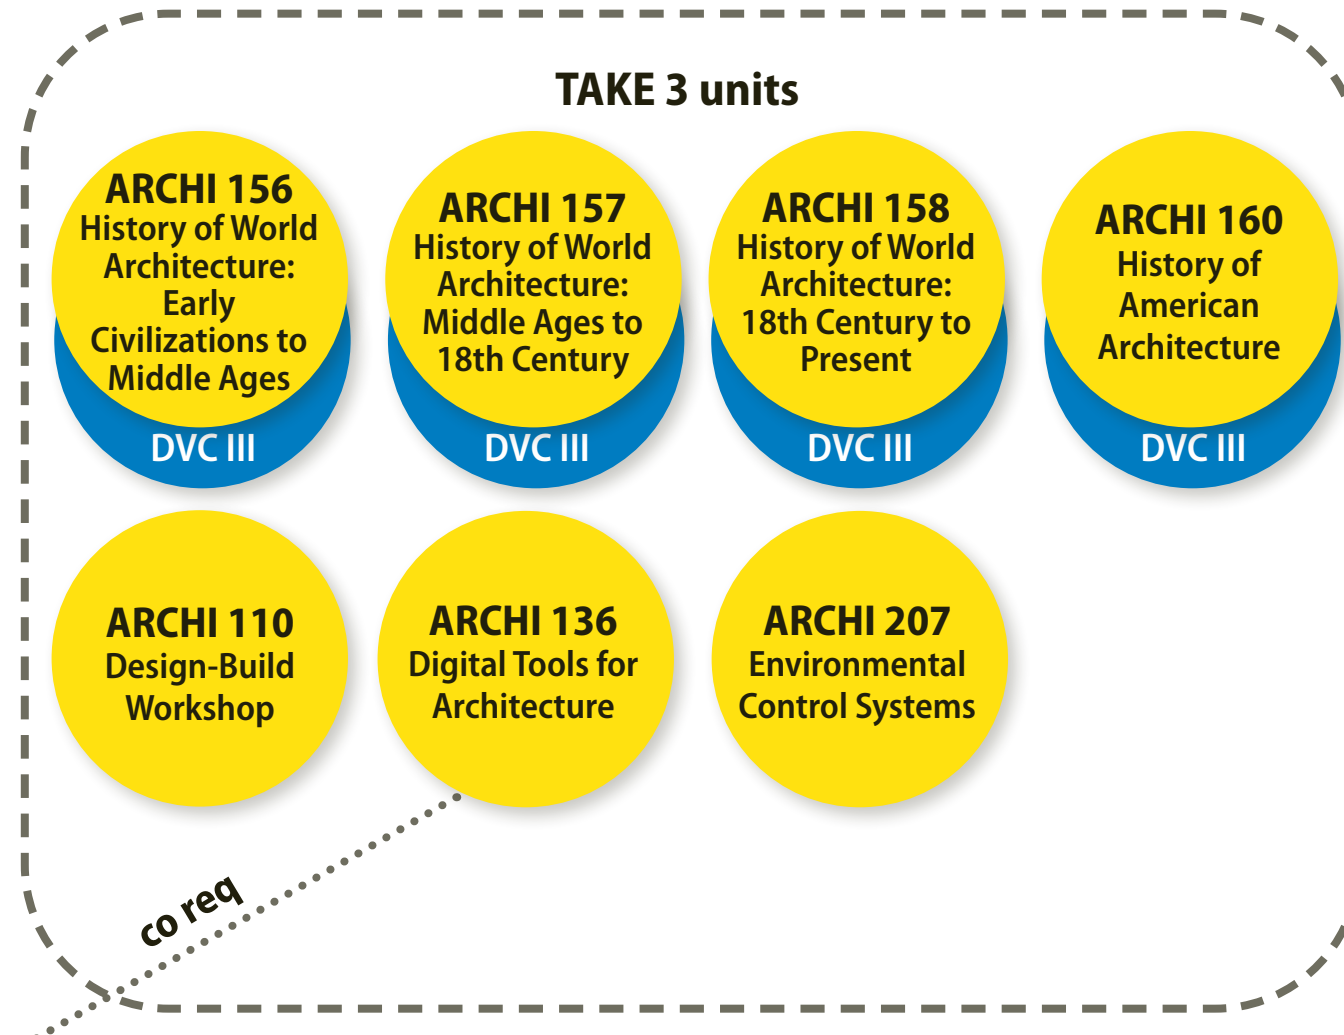 TAKE 3 units
ARCHI 156
History of World
Architecture:
Early
Civilizations to
Middle Ages
DVC III
ARCHI 157
History of World
Architecture:
Middle Ages to
18th Century
DVC III
ARCHI 158
History of World
Architecture:
18th Century to
Present
DVC III
ARCHI 160
History of
American
Architecture
DVC III
ARCHI 110
Design-Build
Workshop
ARCHI 136
Digital Tools for
Architecture
ARCHI 207
Environmental
Control Systems
co req